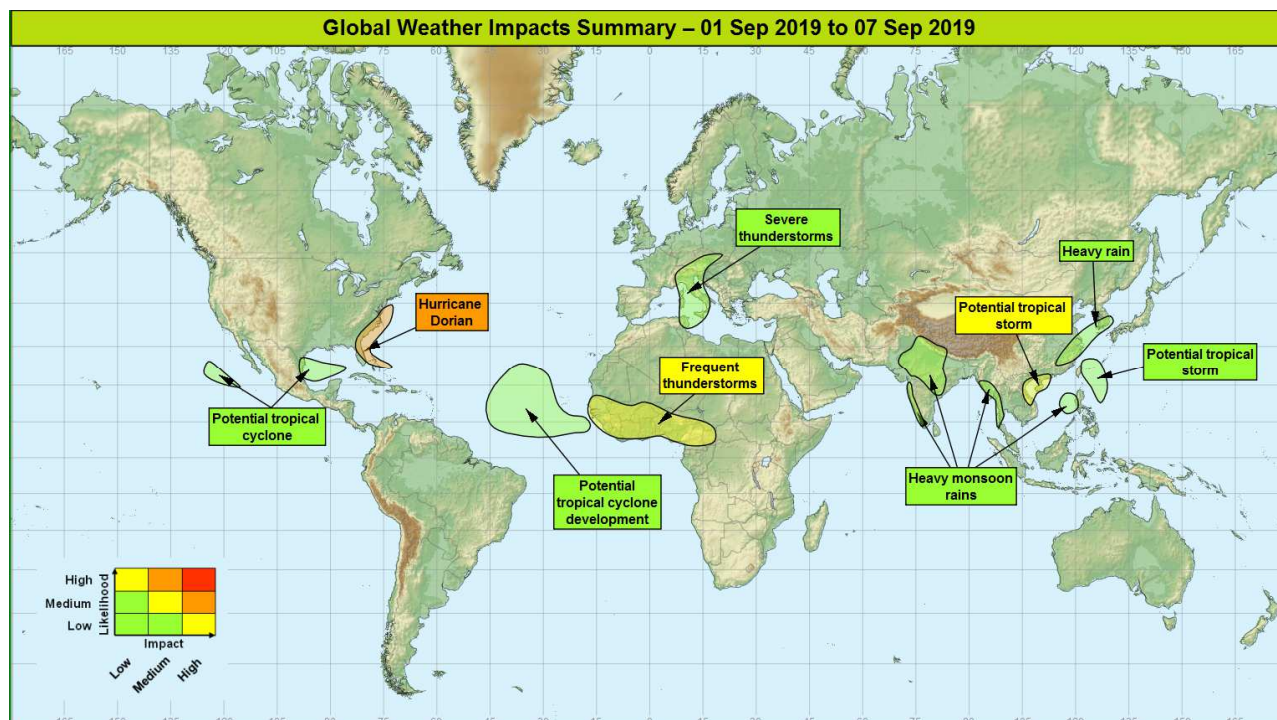 Global Weather Impacts Summary – 01 Sep 2019 to 07 Sep 2019
165 135 120 105 90 75 60 30 15 0 15 30 45 60 75 90 105 120 135 165
Severe
thunderstorms
Heavy rain
Hurricane
Dorian
Potential tropical
storm
Frequent
thunderstorms
Potential tropical
storm
Potential tropical
cyclone
Heavy monsoon
rains
Potential
tropical cyclone
development
High
Medium
Low
Likelihood
Impact
Low
Medium
High